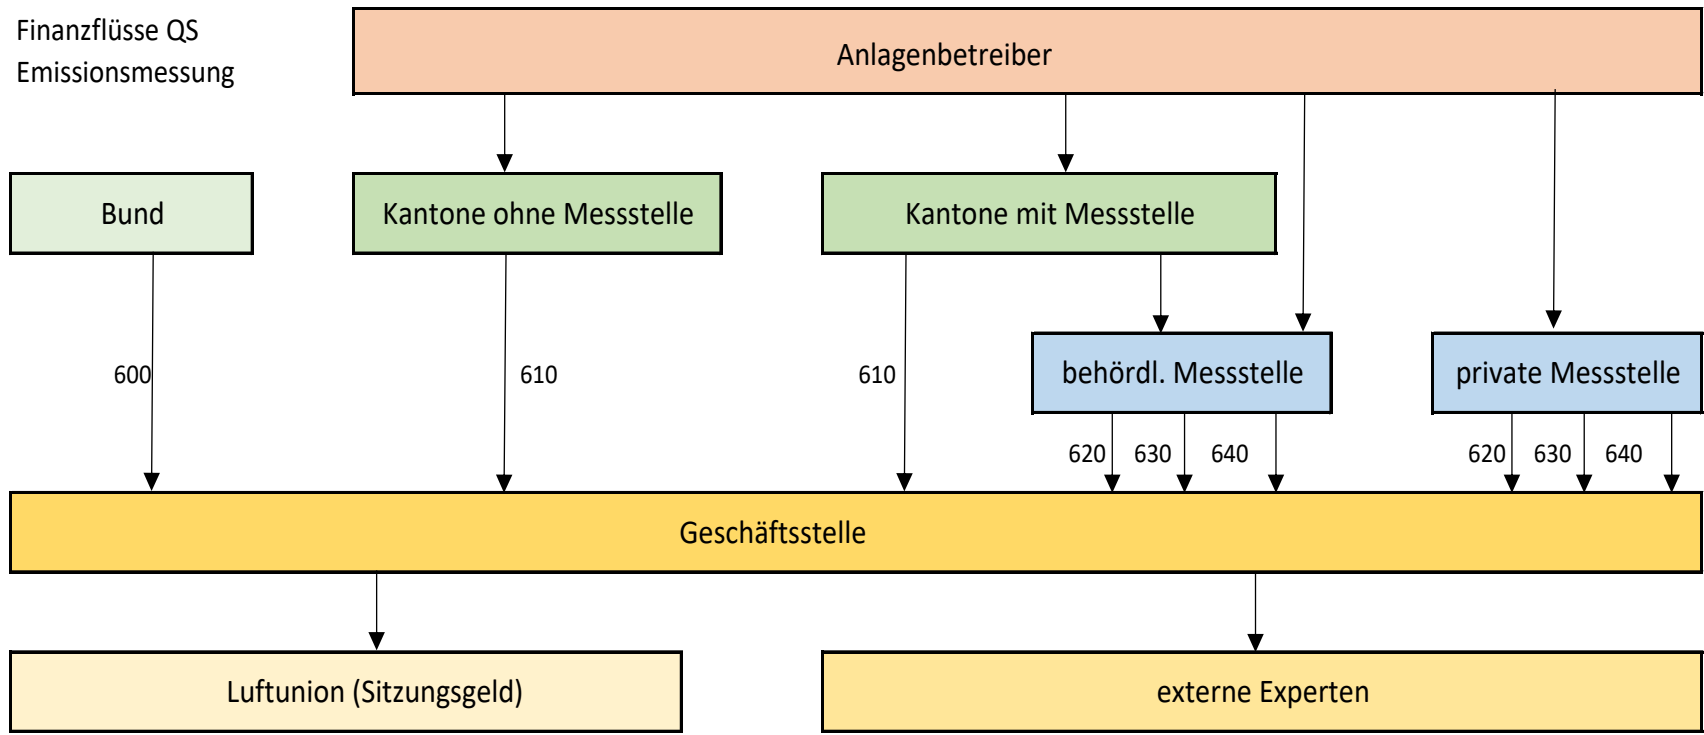 Finanzflüsse QS
Emissionsmessung
Anlagenbetreiber
Bund
Kantone ohne Messstelle
Kantone mit Messstelle
behördl. Messstelle
private Messstelle
600
610
610
620
630
640
620
630
640
Geschäftsstelle
Luftunion (Sitzungsgeld)
externe Experten